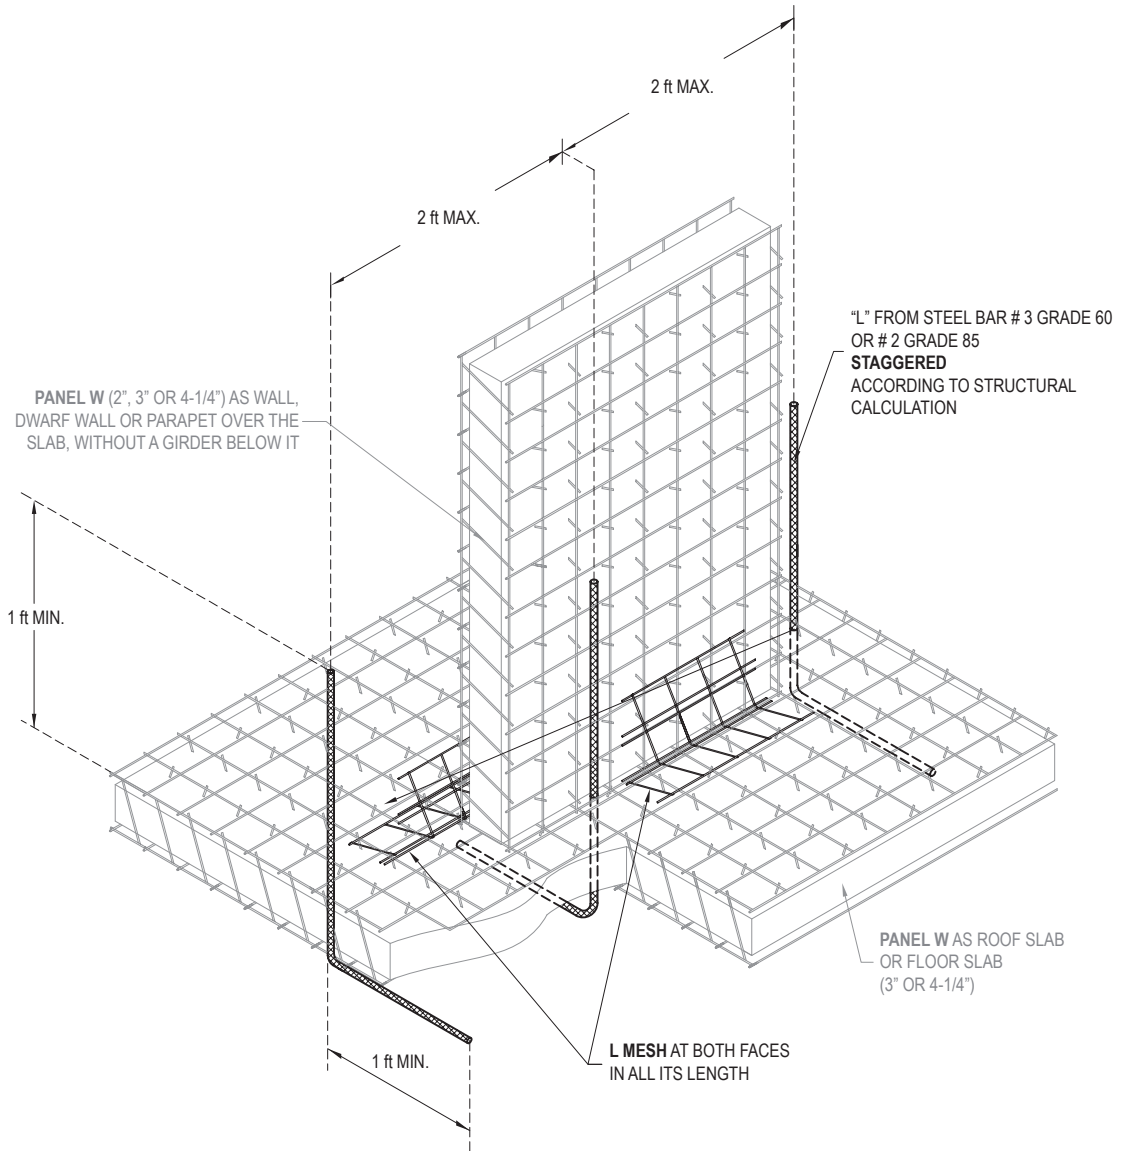 2 ft MAX.
2 ft MAX.
“L” FROM STEEL BAR # 3 GRADE 60
OR # 2 GRADE 85
STAGGERED
ACCORDING TO STRUCTURAL
CALCULATION
PANEL W (2”, 3” OR 4-1/4”) AS WALL,
DWARF WALL OR PARAPET OVER THE
SLAB, WITHOUT A GIRDER BELOW IT
1 ft MIN.
PANEL W AS ROOF SLAB
OR FLOOR SLAB
(3” OR 4-1/4”)
L MESH AT BOTH FACES
IN ALL ITS LENGTH
1 ft MIN.